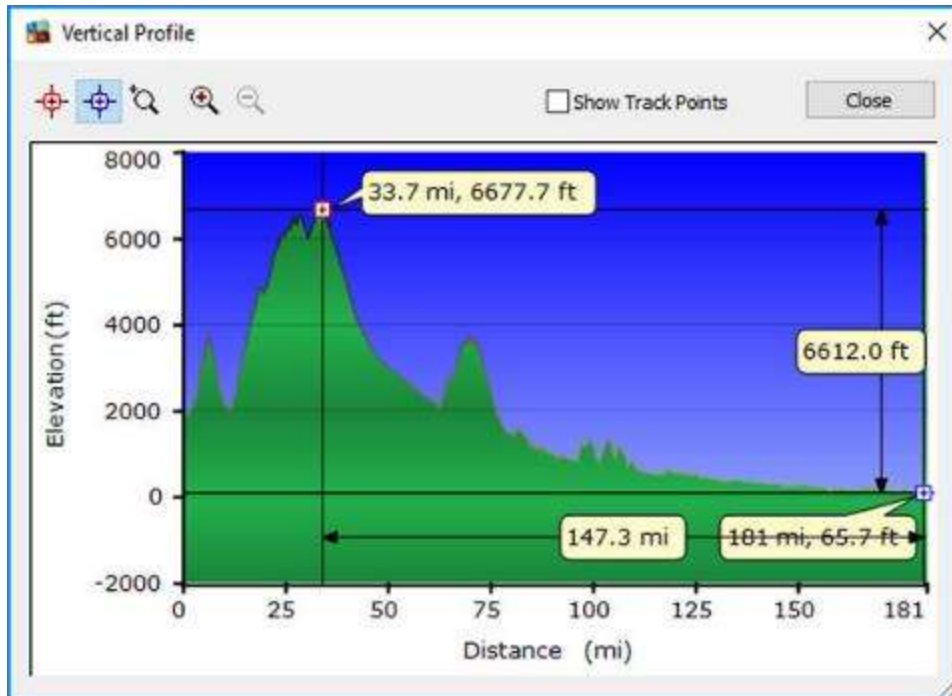 Vertical Profile
Show Track Points
Close
8000
6000
4000
2000
0
-2000
Elevation (ft)
33.7 mi, 6677.7 ft
6612.0 ft
147.3 mi
181 mi, 65.7 ft
0
25
50
75
100
125
150
181
Distance (mi)